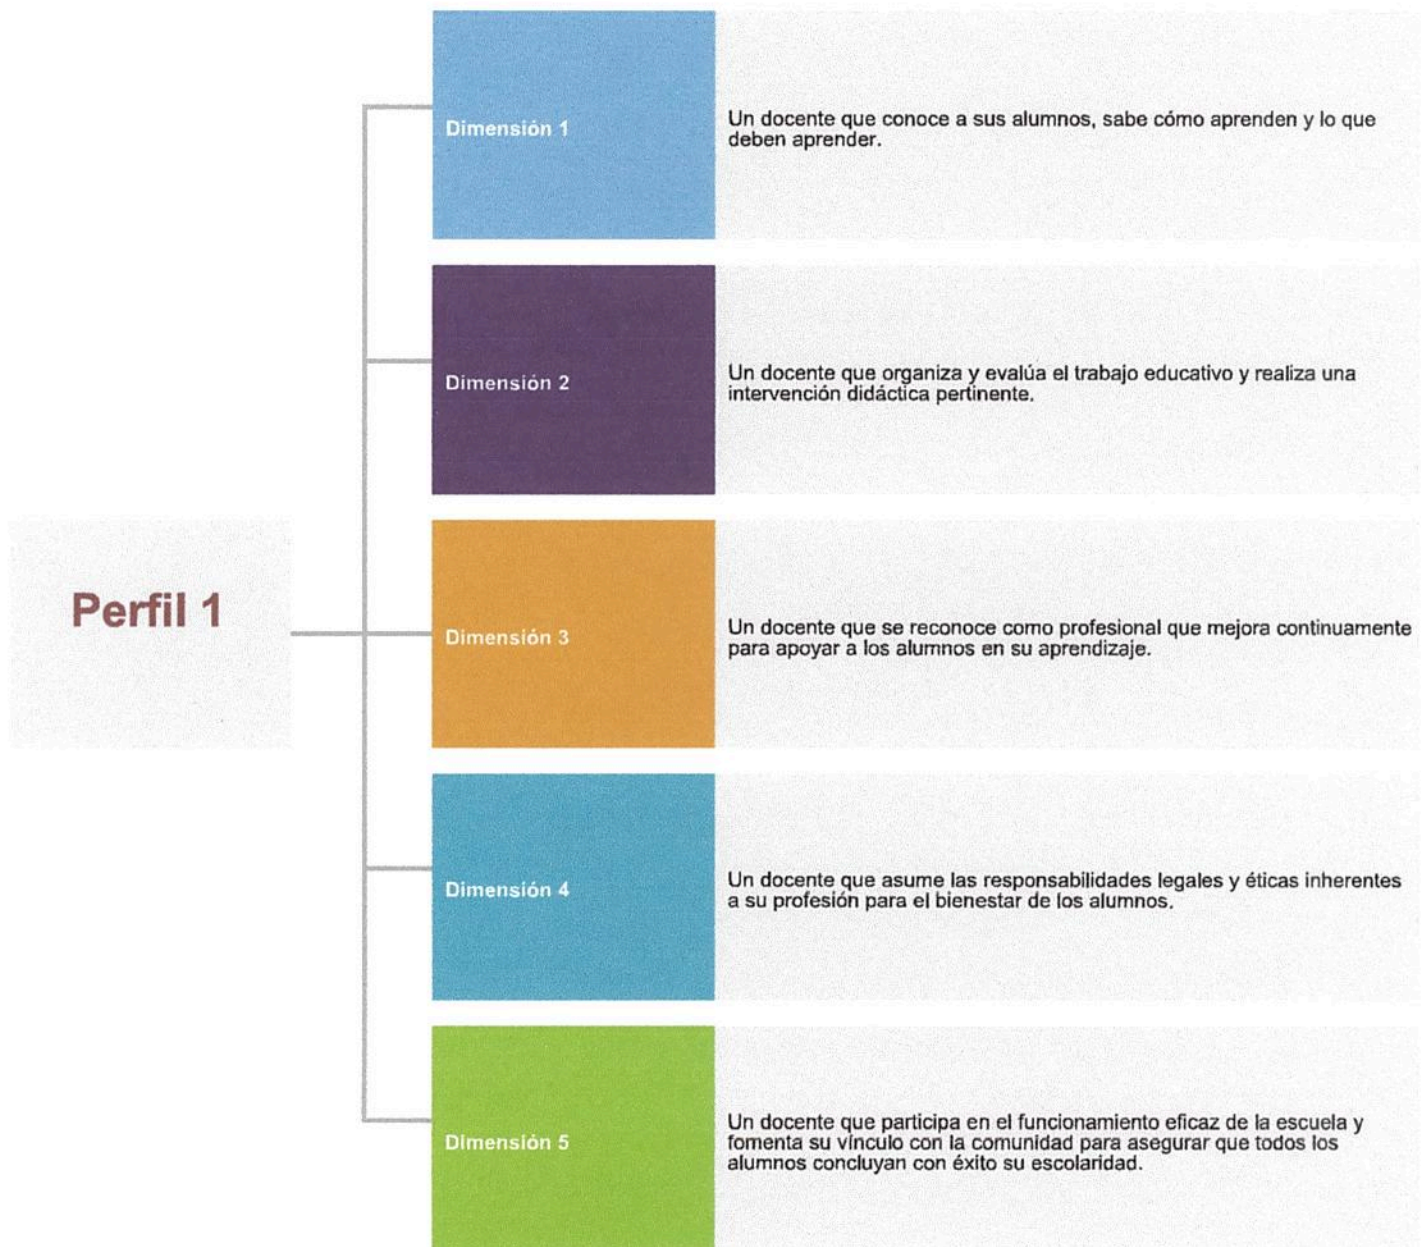 Dimensión 1
Un docente que conoce a sus alumnos, sabe cómo aprenden y lo que
deben aprender.
Dimensión 2
Un docente que organiza y evalúa el trabajo educativo y realiza una
intervención didáctica pertinente.
Perfil 1
Dimensión 3
Un docente que se reconoce como profesional que mejora continuamente
para apoyar a los alumnos en su aprendizaje.
Dimensión 4
Un docente que asume las responsabilidades legales y éticas inherentes
a su profesión para el bienestar de los alumnos.
Dimensión 5
Un docente que participa en el funcionamiento eficaz de la escuela y
fomenta su vínculo con la comunidad para asegurar que todos los
alumnos concluyan con éxito su escolaridad.